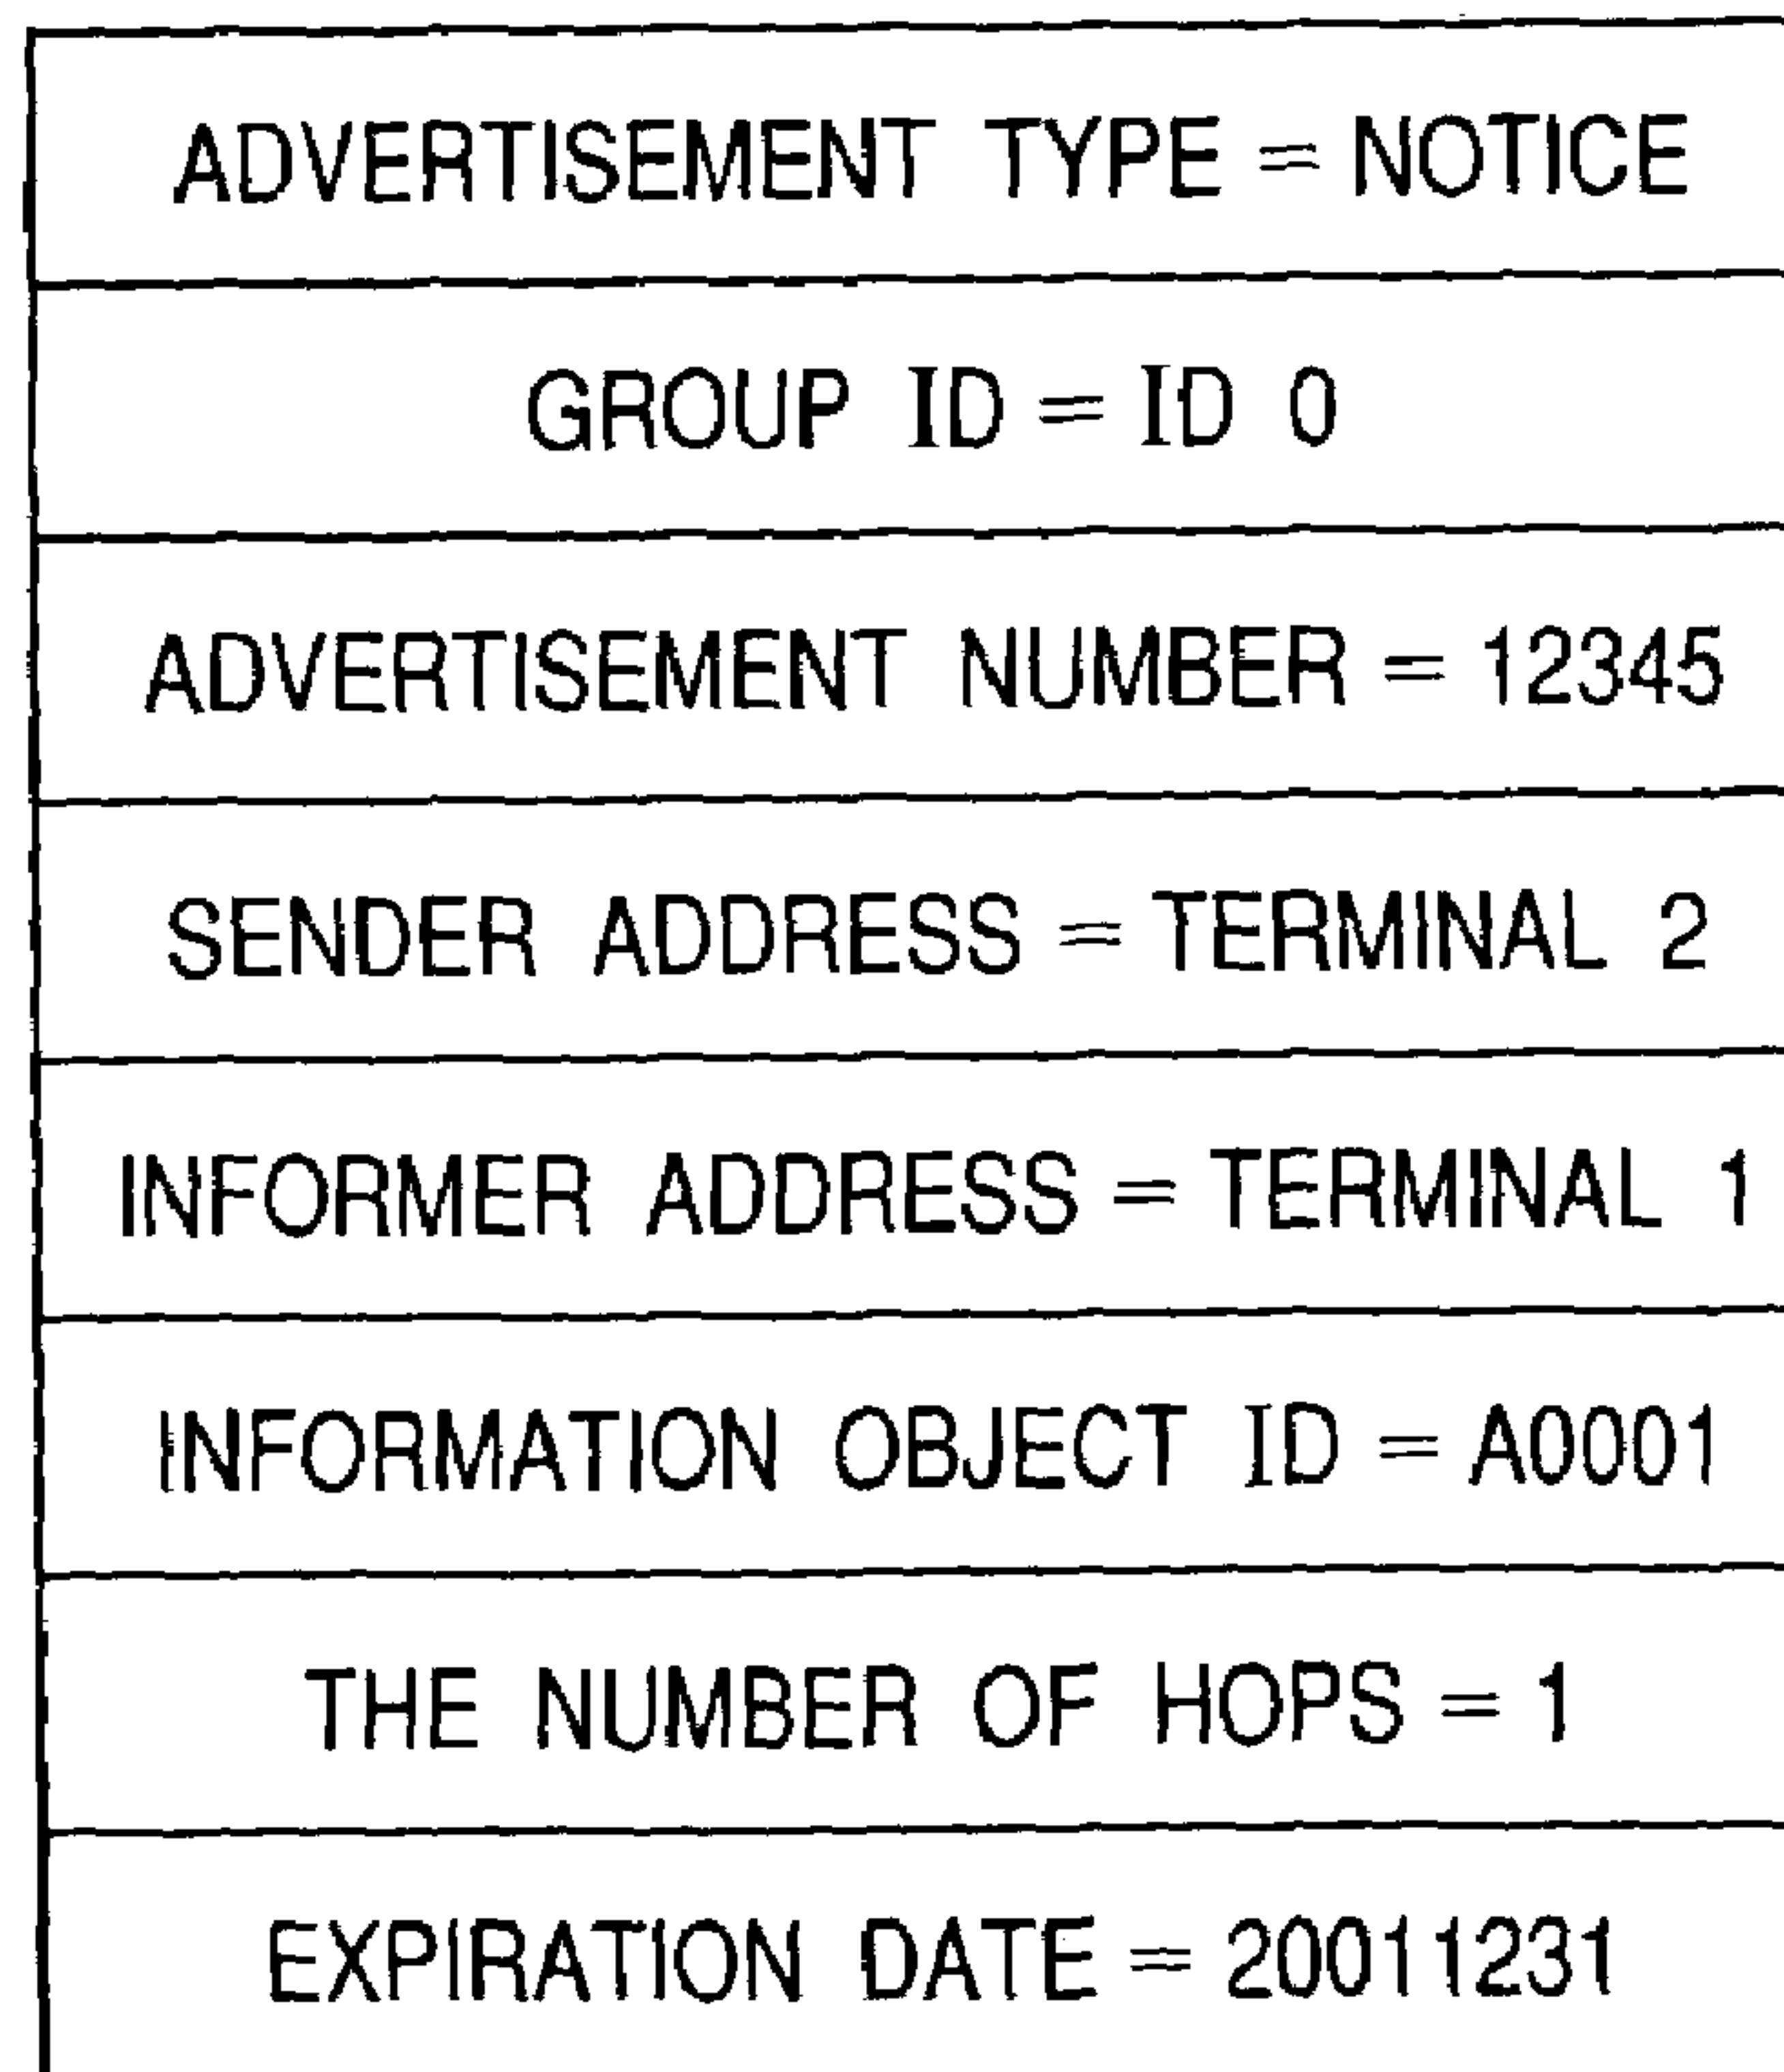 ADVERTISEMENT TYPE = NOTICE
GROUP ID = ID 0
ADVERTISEMENT NUMBER = 12345
SENDER ADDRESS = TERMINAL 2
INFORMER ADDRESS = TERMINAL 1
INFORMATION OBJECT ID = A0001
THE NUMBER OF HOPS = 1
EXPIRATION DATE = 20011231